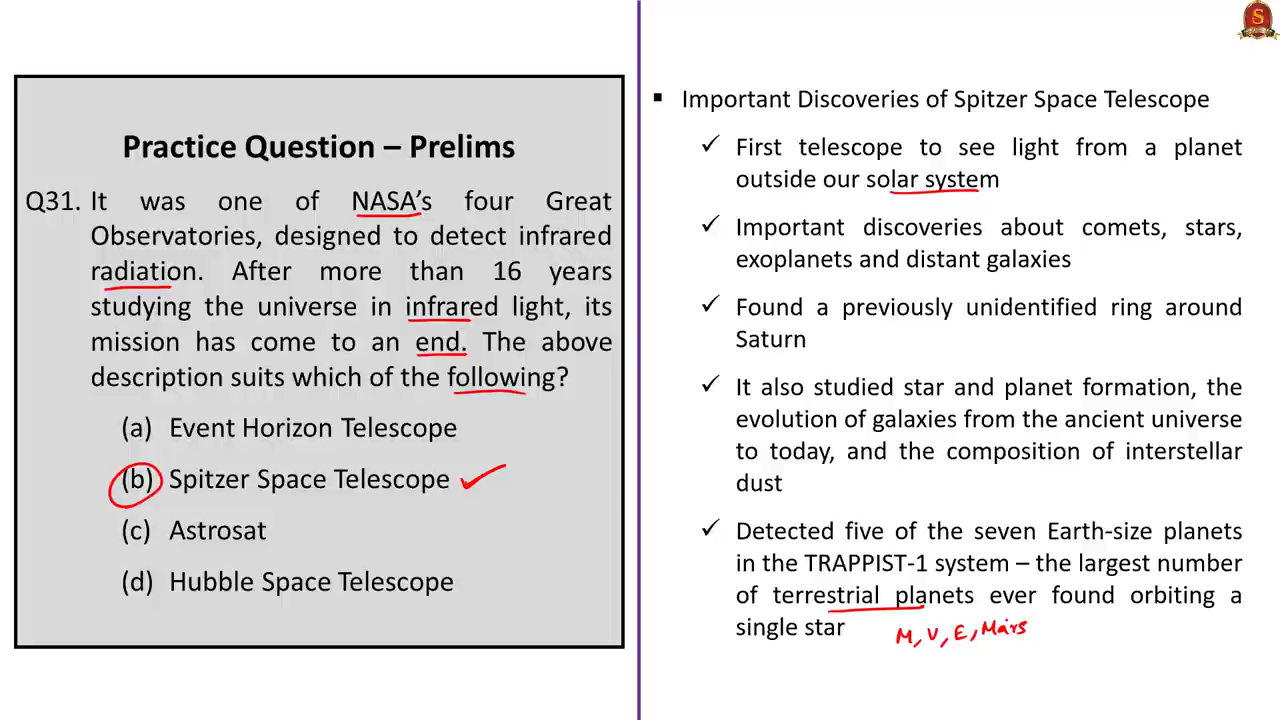 Practice Question – Prelims
Q31. It was one of NASA's four Great
Observatories, designed to detect infrared
radiation. After more than 16 years
studying the universe in infrared light, its
mission has come to an end. The above
description suits which of the following?
(a) Event Horizon Telescope
(b) Spitzer Space Telescope
(c) Astrosat
(d) Hubble Space Telescope
▪ Important Discoveries of Spitzer Space Telescope
✓ First telescope to see light from a planet
outside our solar system
✓ Important discoveries about comets, stars,
exoplanets and distant galaxies
✓ Found a previously unidentified ring around
Saturn
✓ It also studied star and planet formation, the
evolution of galaxies from the ancient universe
to today, and the composition of interstellar
dust
✓ Detected five of the seven Earth-size planets
in the TRAPPIST-1 system – the largest number
of terrestrial planets ever found orbiting a
single star
M, V, E, Mars
S